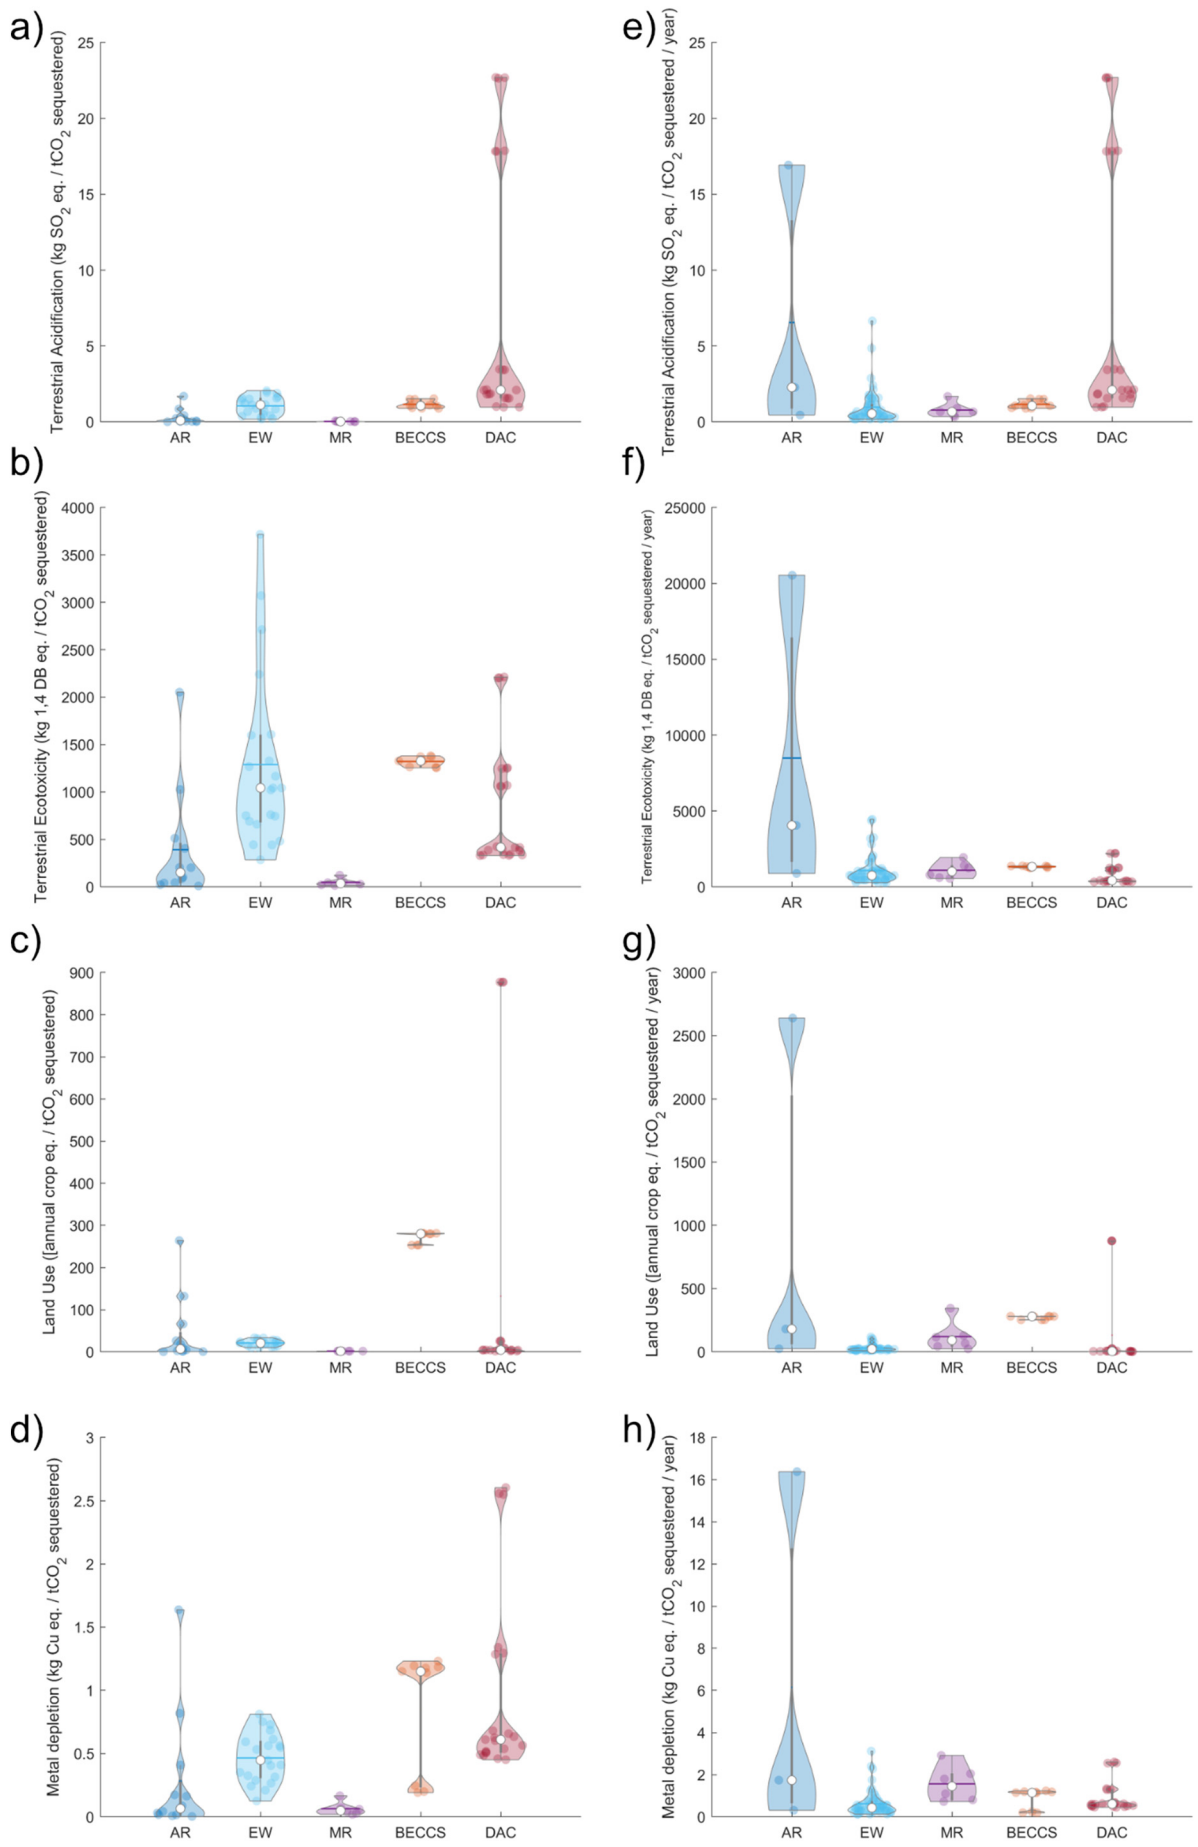 a)
Terrestrial Acidification (kg SO2 eq. / tCO2 sequestered)
25
20
15
10
5
0
AR EW MR BECCS DAC
e)
Terrestrial Acidification (kg SO2 eq. / tCO2 sequestered / year)
25
20
15
10
5
0
AR EW MR BECCS DAC
b)
Terrestrial Ecotoxicity (kg 1,4 DB eq. / tCO2 sequestered)
4000
3500
3000
2500
2000
1500
1000
500
0
AR EW MR BECCS DAC
f)
Terrestrial Ecotoxicity (kg 1,4 DB eq. / tCO2 sequestered / year)
25000
20000
15000
10000
5000
0
AR EW MR BECCS DAC
c)
Land Use ([annual crop eq. / tCO2 sequestered)
900
800
700
600
500
400
300
200
100
0
AR EW MR BECCS DAC
g)
Land Use ([annual crop eq. / tCO2 sequestered / year)
3000
2500
2000
1500
1000
500
0
AR EW MR BECCS DAC
d)
Metal depletion (kg Cu eq. / tCO2 sequestered)
3
2.5
2
1.5
1
0.5
0
AR EW MR BECCS DAC
h)
Metal depletion (kg Cu eq. / tCO2 sequestered / year)
18
16
14
12
10
8
6
4
2
0
AR EW MR BECCS DAC